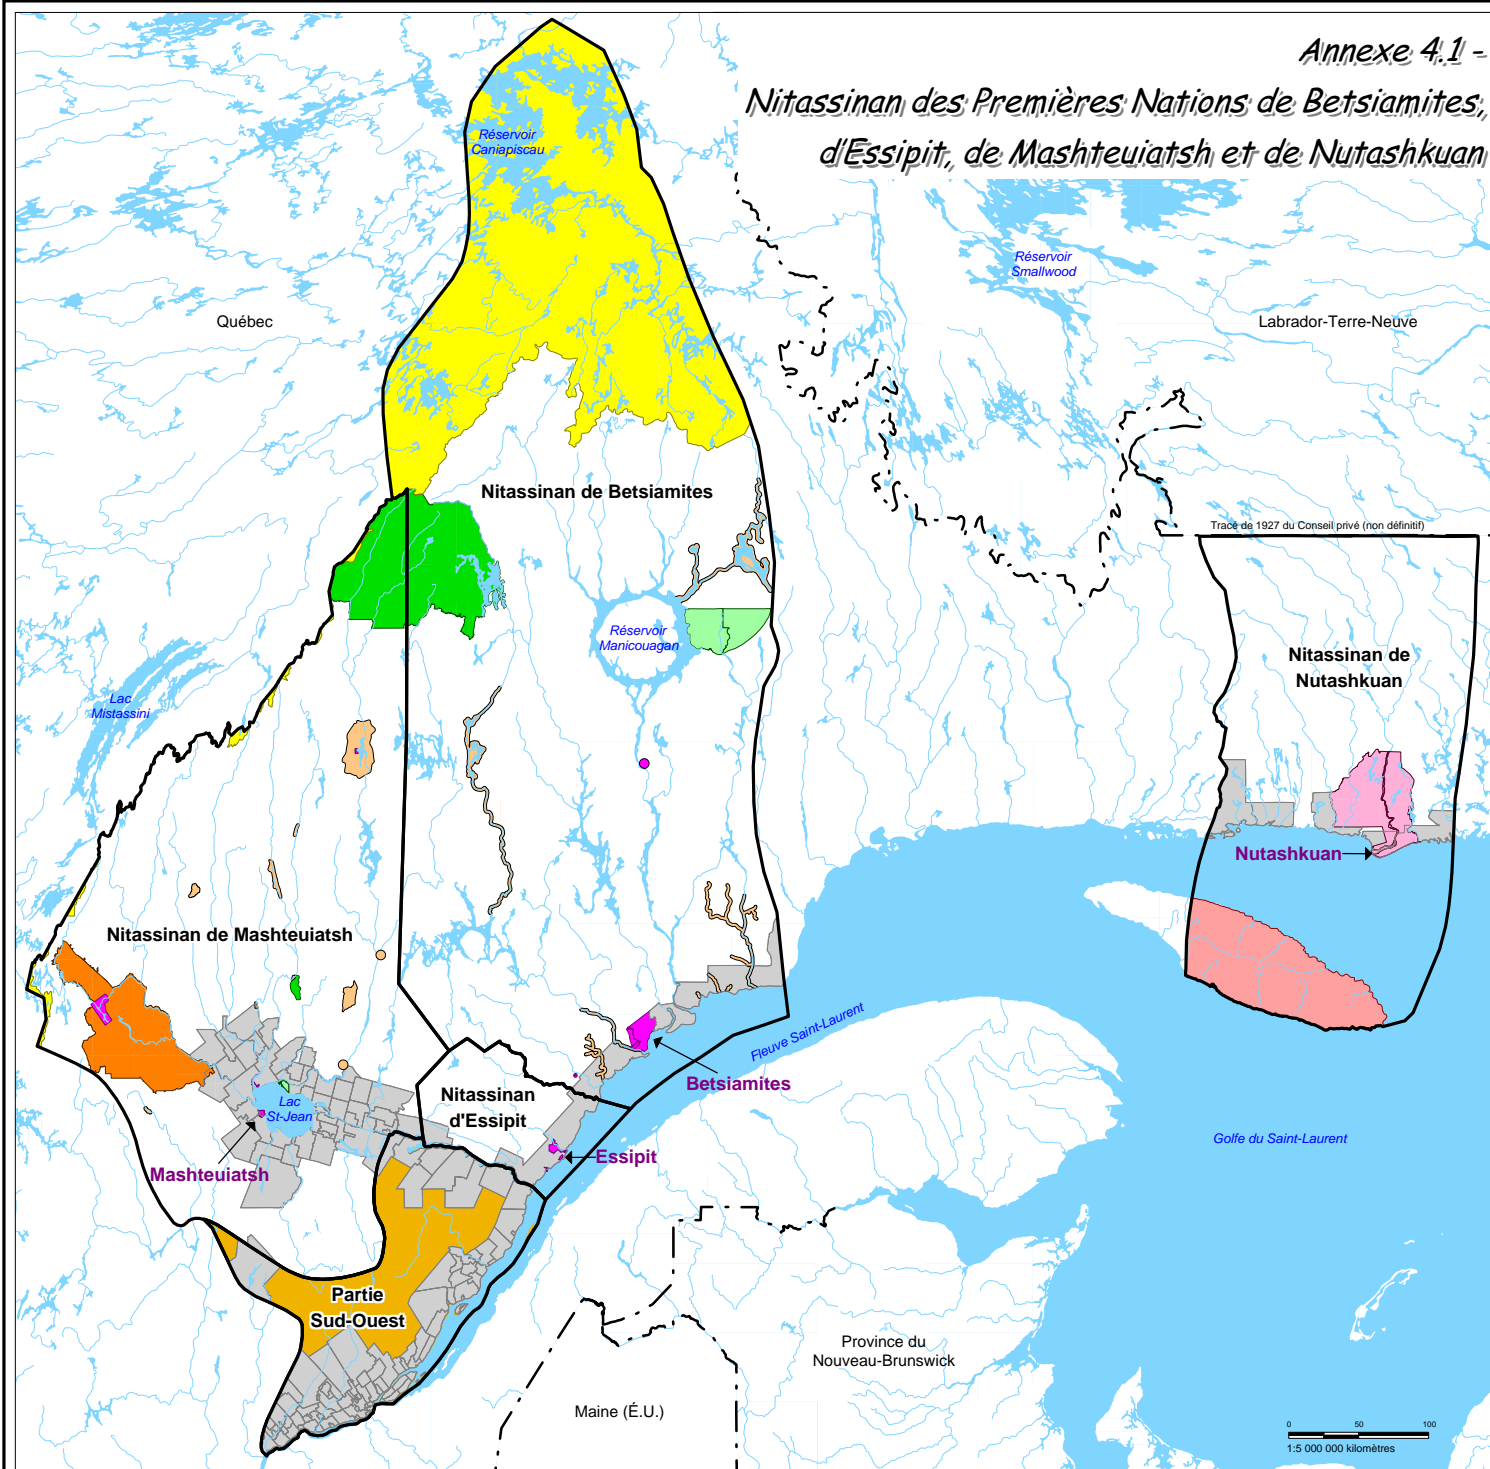 Annexe 4.1 -
Nitassinan des Premières Nations de Betsiamites,
d'Essipit, de Mashteuiatsh et de Nutashkuan
Réservoir
Caniapiscau
Réservoir
Smallwood
Québec
Labrador-Terre-Neuve
Nitassinan de Betsiamites
Tracé de 1927 du Conseil privé (non définitif)
Réservoir
Manicouagan
Nitassinan de
Nutashkuan
Lac
Mistassini
Nutashkuan
Nitassinan de Mashteuiatsh
Fleuve Saint-Laurent
Betsiamites
Nitassinan
d'Essipit
Lac
St-Jean
Golfe du Saint-Laurent
Essipit
Mashteuiatsh
Partie
Sud-Ouest
Province du
Nouveau-Brunswick
Maine (É.U.)
0 50 100
1:5 000 000 kilomètres